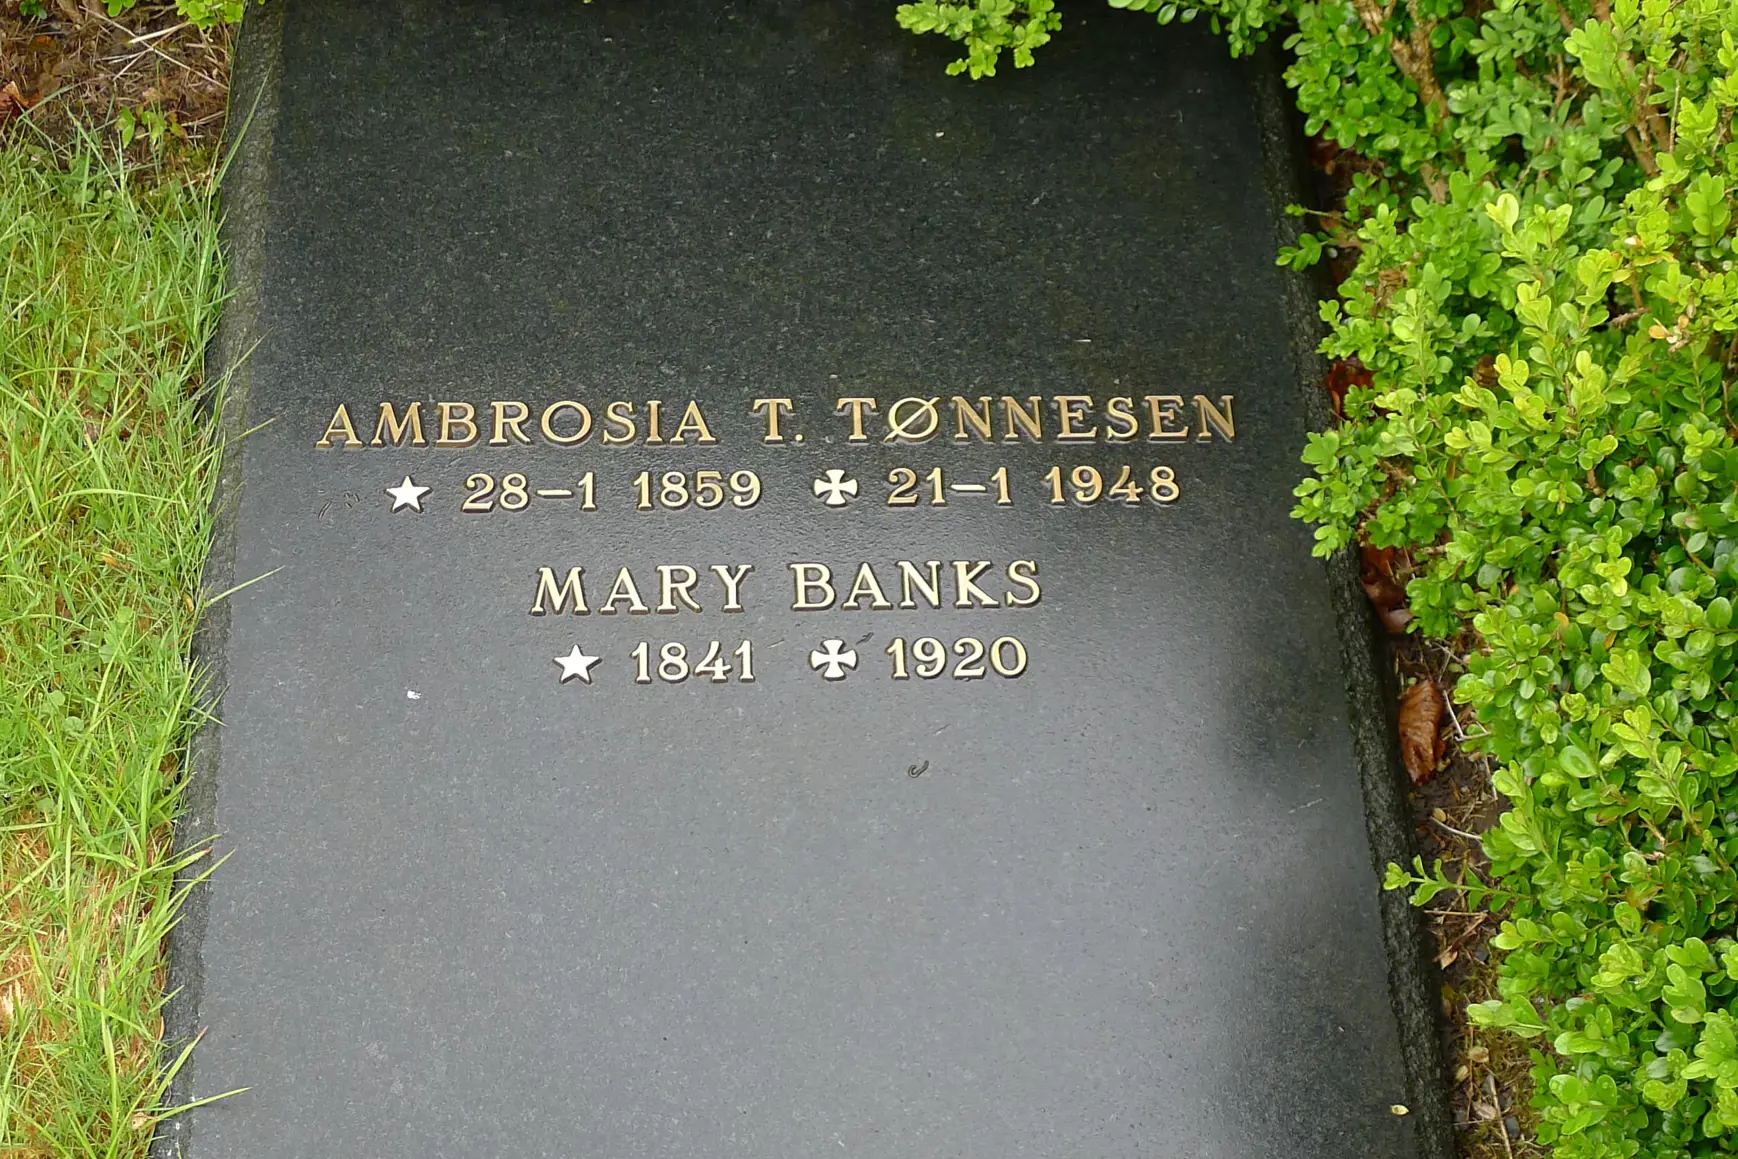 AMBROSIA T. TØNNESEN
★ 28-1 1859 ✠ 21-1 1948
MARY BANKS
★ 1841 ✠ 1920